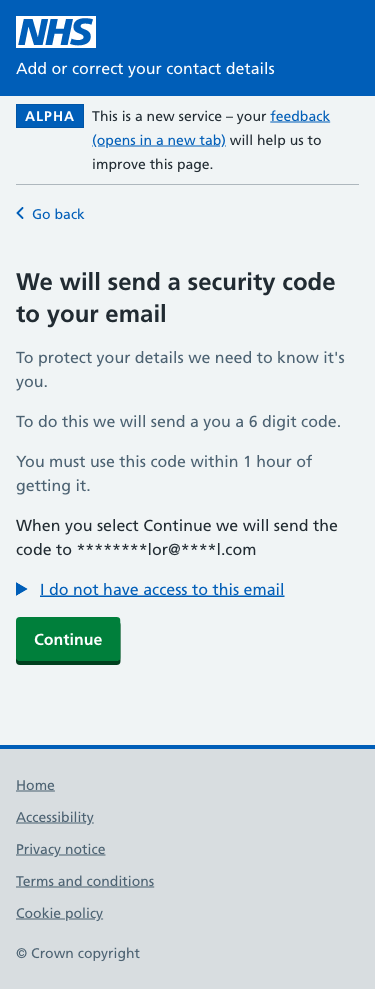 NHS
Add or correct your contact details
ALPHA
This is a new service – your feedback
(opens in a new tab) will help us to
improve this page.
Go back
We will send a security code
to your email
To protect your details we need to know it's
you.
To do this we will send a you a 6 digit code.
You must use this code within 1 hour of
getting it.
When you select Continue we will send the
code to ********lor@****l.com
I do not have access to this email
Continue
Home
Accessibility
Privacy notice
Terms and conditions
Cookie policy
© Crown copyright